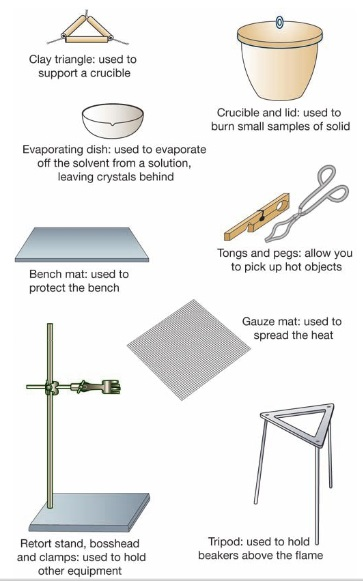 Clay triangle: used to
support a crucible
Crucible and lid: used to
burn small samples of solid
Evaporating dish: used to evaporate
off the solvent from a solution,
leaving crystals behind
Tongs and pegs: allow you
to pick up hot objects
Bench mat: used to
protect the bench
Gauze mat: used to
spread the heat
Retort stand, bosshead
and clamps: used to hold
other equipment
Tripod: used to hold
beakers above the flame